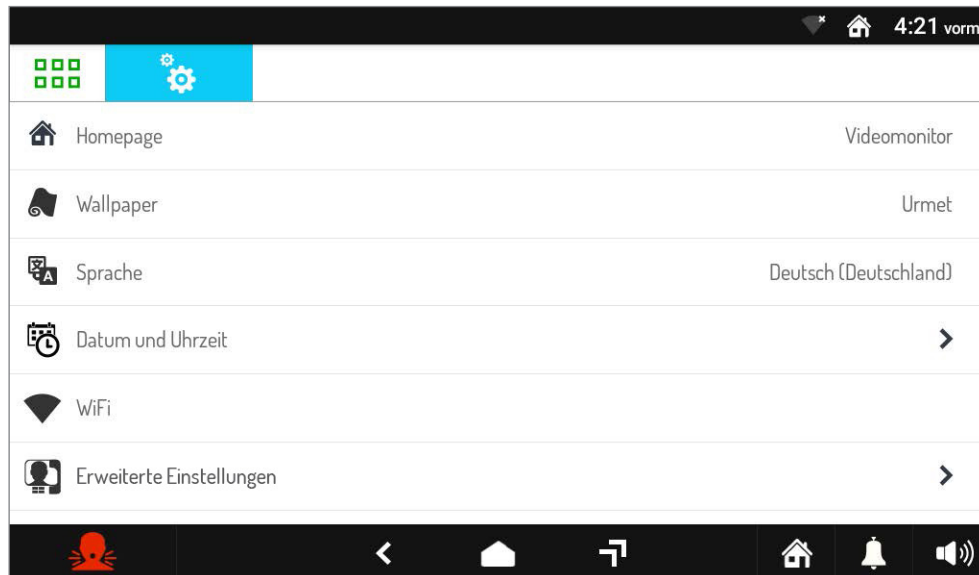 4:21 vorm
Homepage
Videomonitor
Wallpaper
Urmet
Sprache
Deutsch (Deutschland)
Datum und Uhrzeit
WiFi
Erweiterte Einstellungen